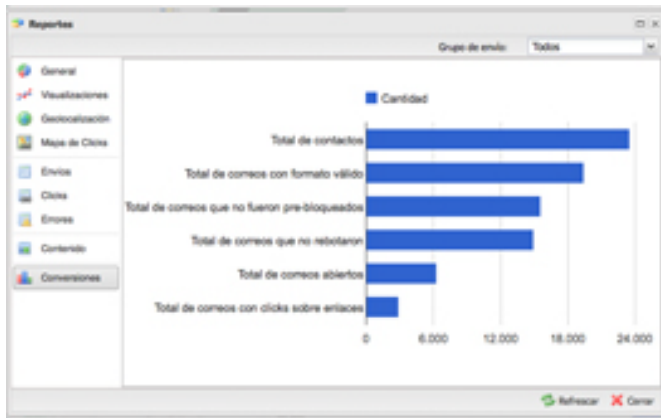 Reportes
Grupo de envío: Todos
General
Visualizaciones
Geolocalización
Mapa de Clicks
Envíos
Clicks
Errores
Contenido
Conversiones
Cantidad
Total de contactos
Total de correos con formato válido
Total de correos que no fueron pre-bloqueados
Total de correos que no rebotaron
Total de correos abiertos
Total de correos con clicks sobre enlaces
0 6.000 12.000 18.000 24.000
Refrescar Cerrar